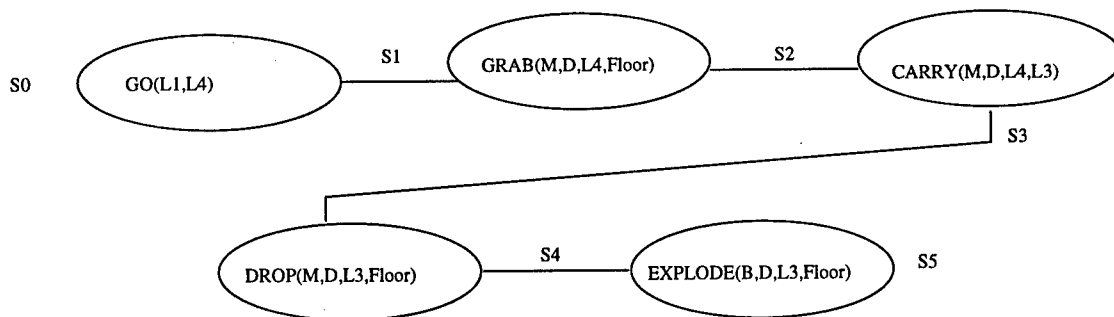 S0
GO(L1,L4)
S1
GRAB(M,D,L4,Floor)
S2
CARRY(M,D,L4,L3)
S3
DROP(M,D,L3,Floor)
S4
EXPLODE(B,D,L3,Floor)
S5